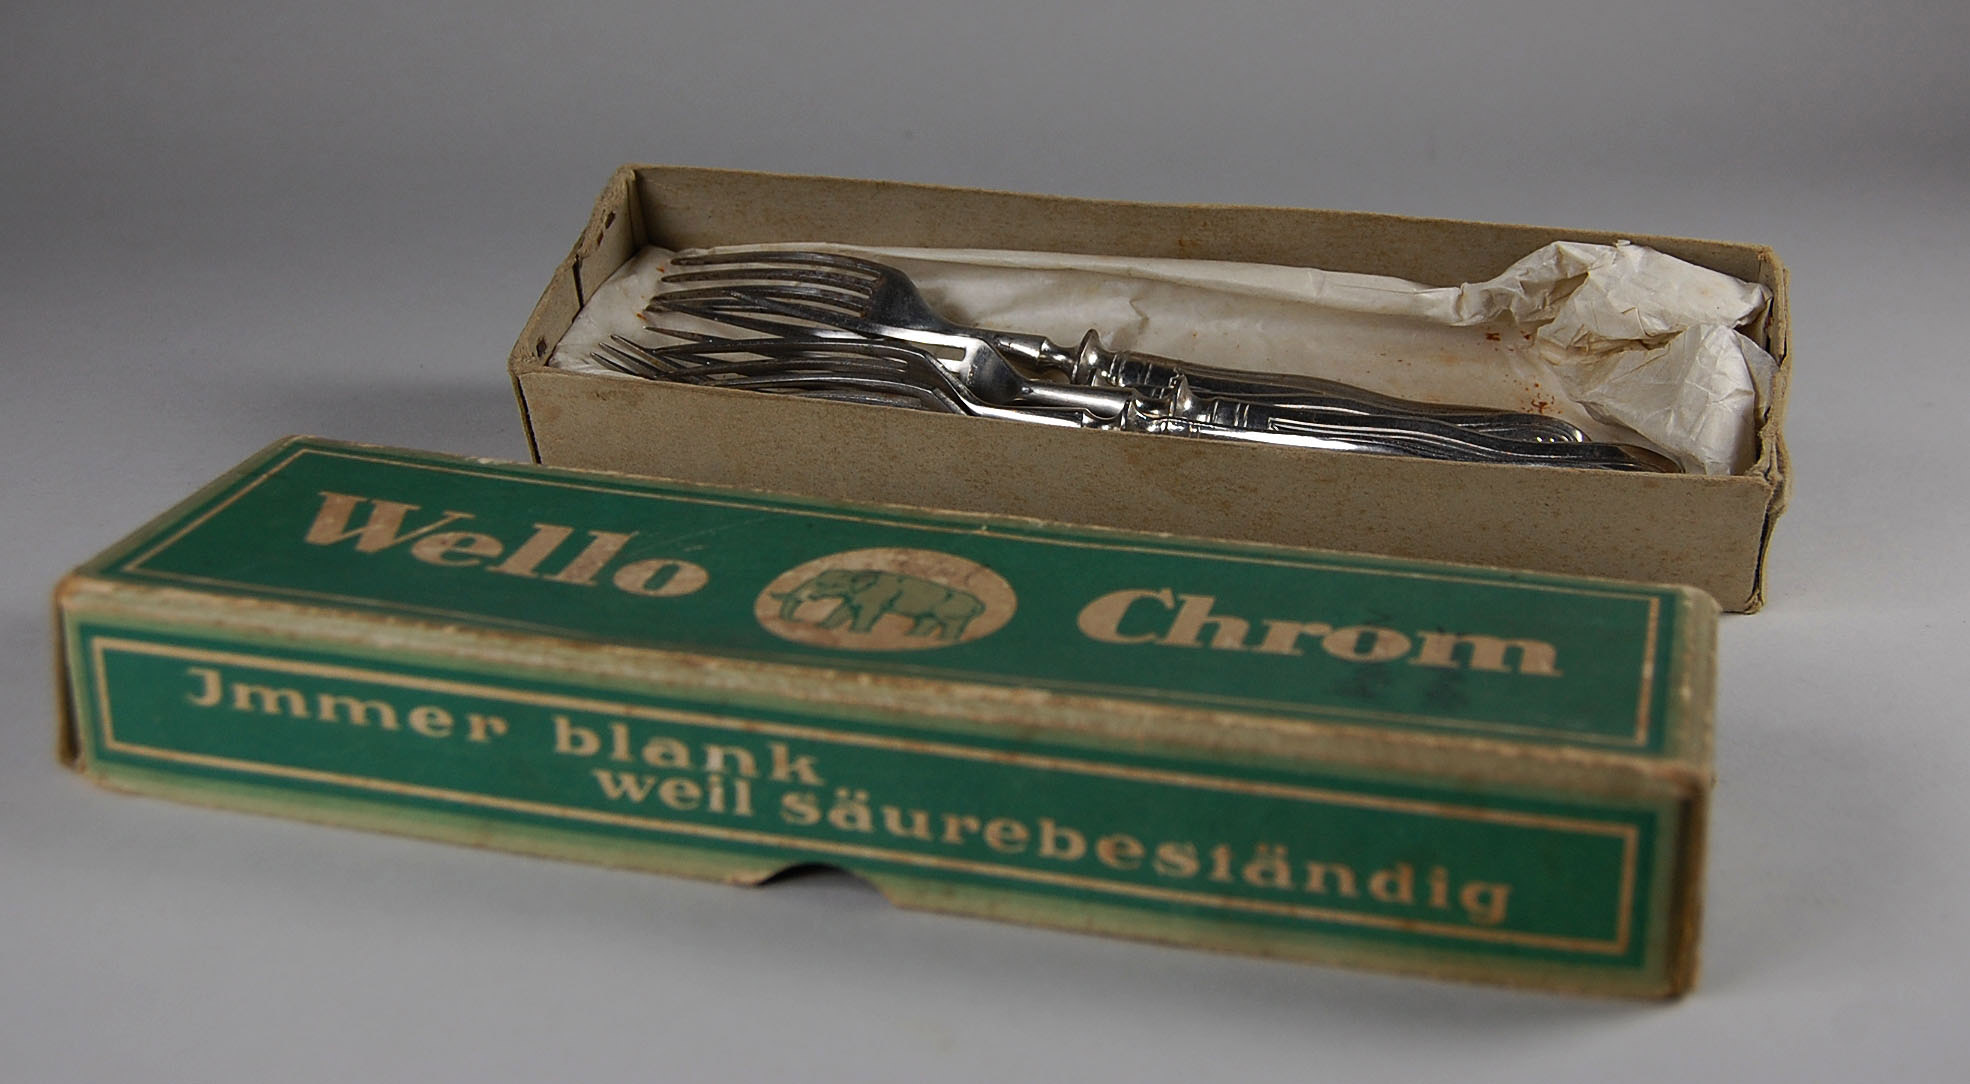 Wello Chrom
Jmmer blank
weil säurebeständig